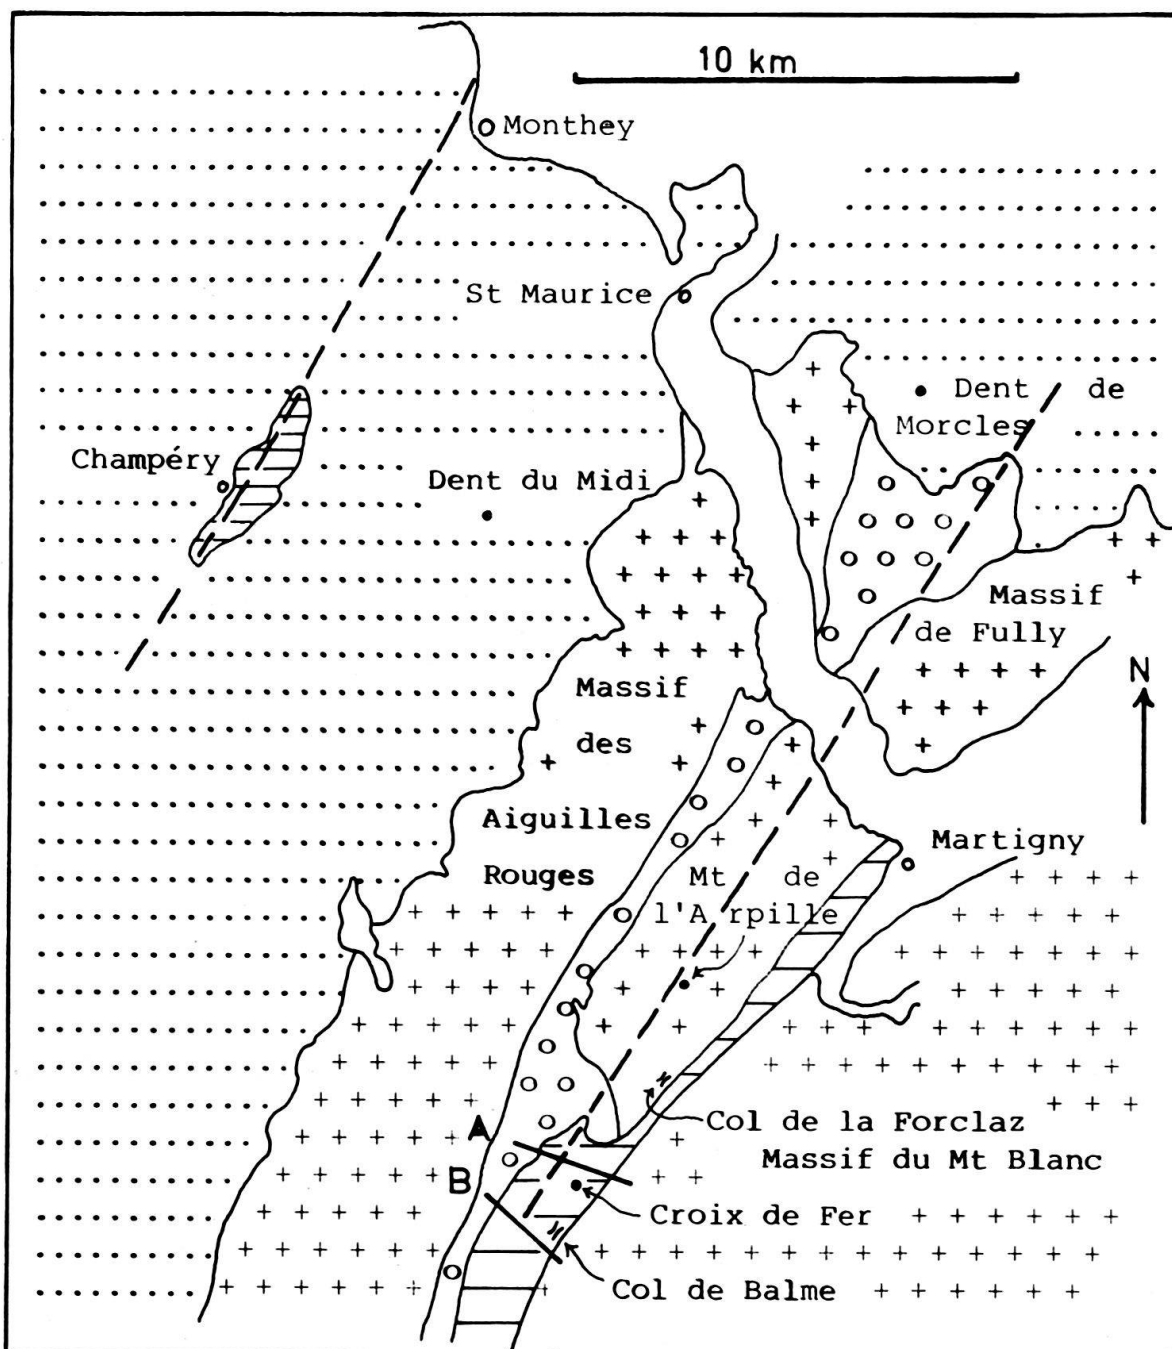 10 km
Monthey
St Maurice
Dent de
Morcles
Champéry
Dent du Midi
Massif
de Fully
N
Massif
des
Aiguilles
Rouges
Martigny
Mt de
l'Arpille
A
Col de la Forclaz
Massif du Mt Blanc
B
Croix de Fer
Col de Balme